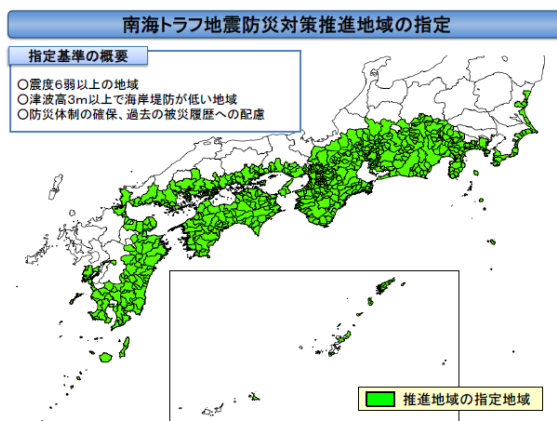 南海トラフ地震防災対策推進地域の指定
指定基準の概要
○震度6弱以上の地域
○津波高3m以上で海岸堤防が低い地域
○防災体制の確保、過去の被災履歴への配慮
推進地域の指定地域